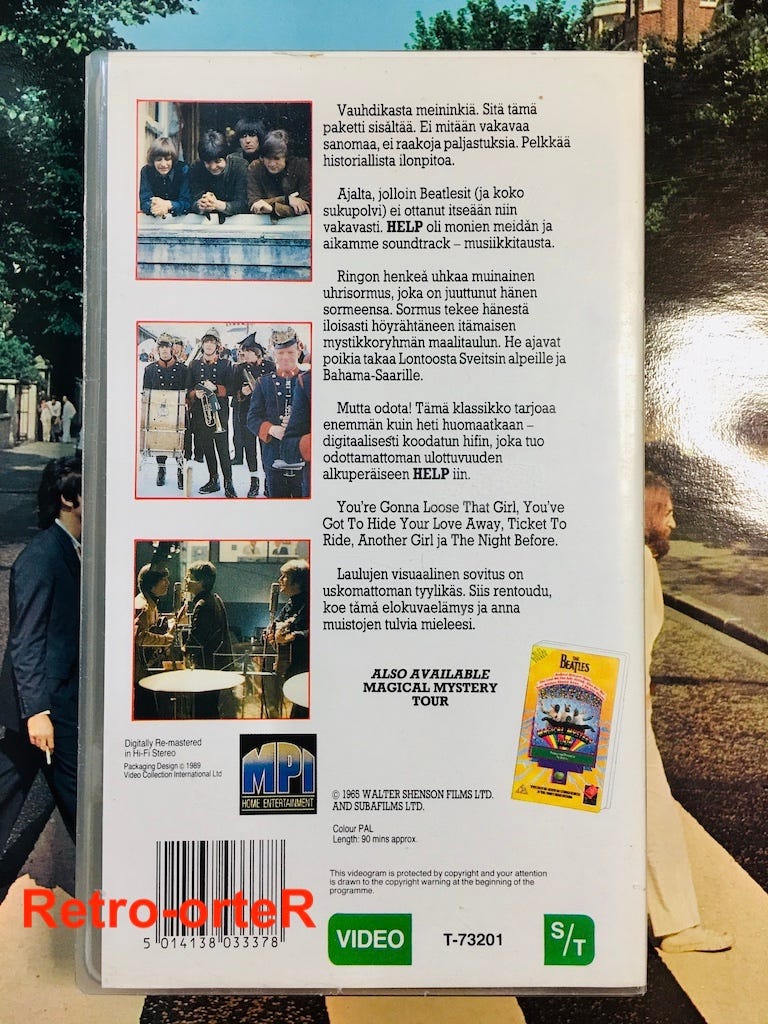 Vauhdikasta meininkiä. Sitä tämä
paketti sisältää. Ei mitään vakavaa
sanomaa, ei raakoja paljastuksia. Pelkkää
historiallista ilonpitoa.
Ajalta, jolloin Beatlesit (ja koko
sukupolvi) ei ottanut itseään niin
vakavasti. HELP oli monien meidän ja
aikamme soundtrack – musiikkitausta.
Ringon henkeä uhkaa muinainen
uhrisormus, joka on juuttunut hänen
sormeensa. Sormus tekee hänestä
iloisasti höyrähtäneen itämaisen
mystikkoryhmän maalitaulun. He ajavat
poikia takaa Lontoosta Sveitsin alpeille ja
Bahama-Saarille.
Mutta odota! Tämä klassikko tarjoaa
enemmän kuin heti huomaatkaan –
digitaalisesti koodatun hifin, joka tuo
odottamattoman ulottuvuuden
alkuperäiseen HELP iin.
You're Gonna Loose That Girl, You've
Got To Hide Your Love Away, Ticket To
Ride, Another Girl ja The Night Before.
Laulujen visuaalinen sovitus on
uskomattoman tyylikäs. Siis rentoudu,
koe tämä elokuvaelämys ja anna
muistojen tulvia mieleesi.
ALSO AVAILABLE
MAGICAL MYSTERY
TOUR
THE
BEATLES
MAGICAL MYSTERY
TOUR
Digitally Re-mastered
in Hi-Fi Stereo
Packaging Design © 1989
Video Collection International Ltd
MPI
HOME ENTERTAINMENT
© 1965 WALTER SHENSON FILMS LTD.
AND SUBAFILMS LTD.
Colour PAL
Length: 90 mins approx.
This videogram is protected by copyright and your attention
is drawn to the copyright warning at the beginning of the
programme.
Retro-orteR
5 014138 033378
VIDEO
T-73201
S/T